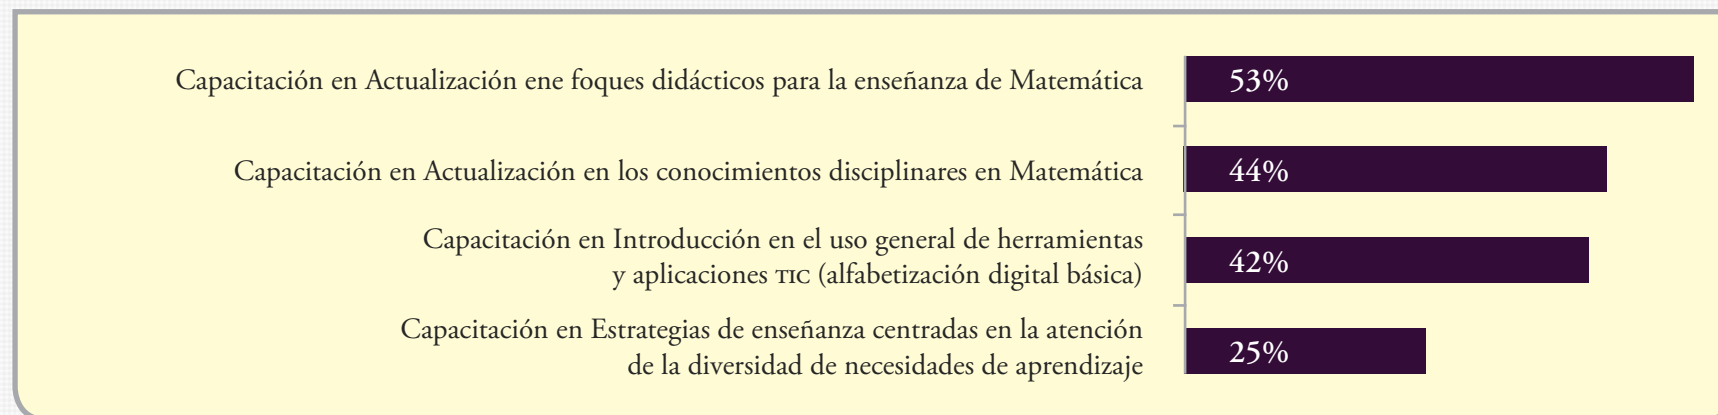 Capacitación en Actualización ene foques didácticos para la enseñanza de Matemática
53%
Capacitación en Actualización en los conocimientos disciplinares en Matemática
44%
Capacitación en Introducción en el uso general de herramientas
y aplicaciones TIC (alfabetización digital básica)
42%
Capacitación en Estrategias de enseñanza centradas en la atención
de la diversidad de necesidades de aprendizaje
25%